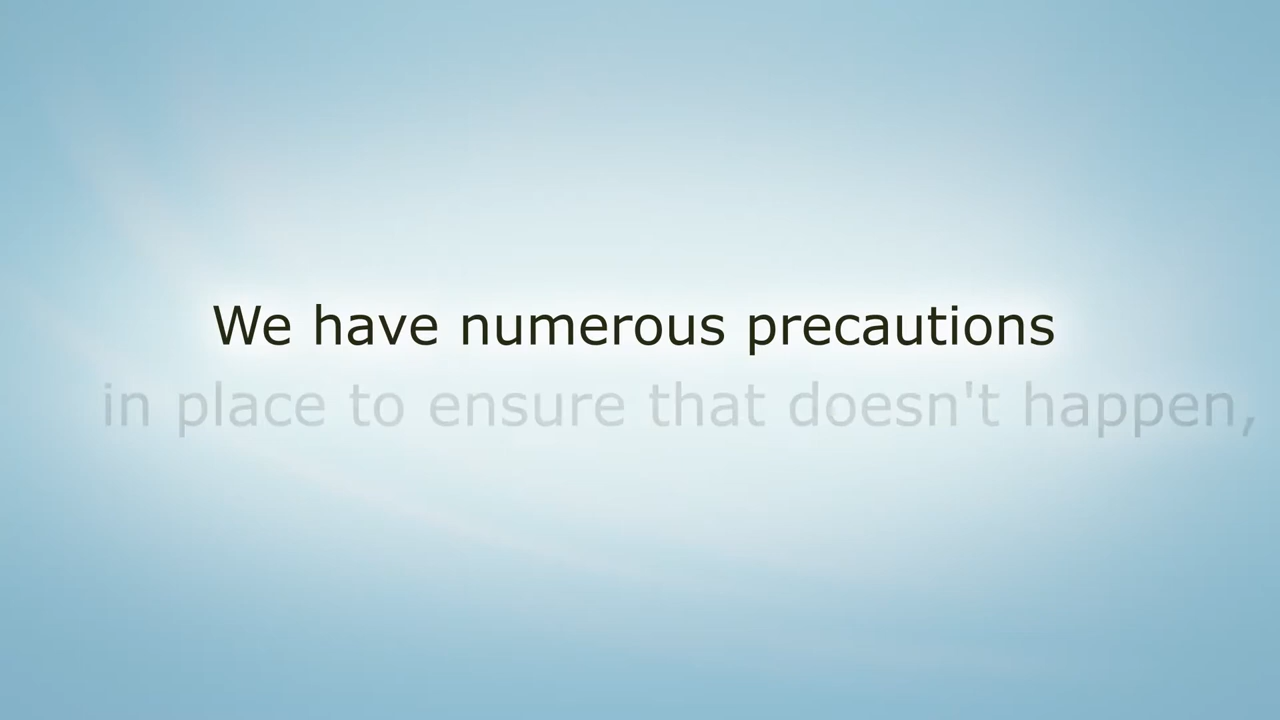 We have numerous precautions
in place to ensure that doesn't happen,